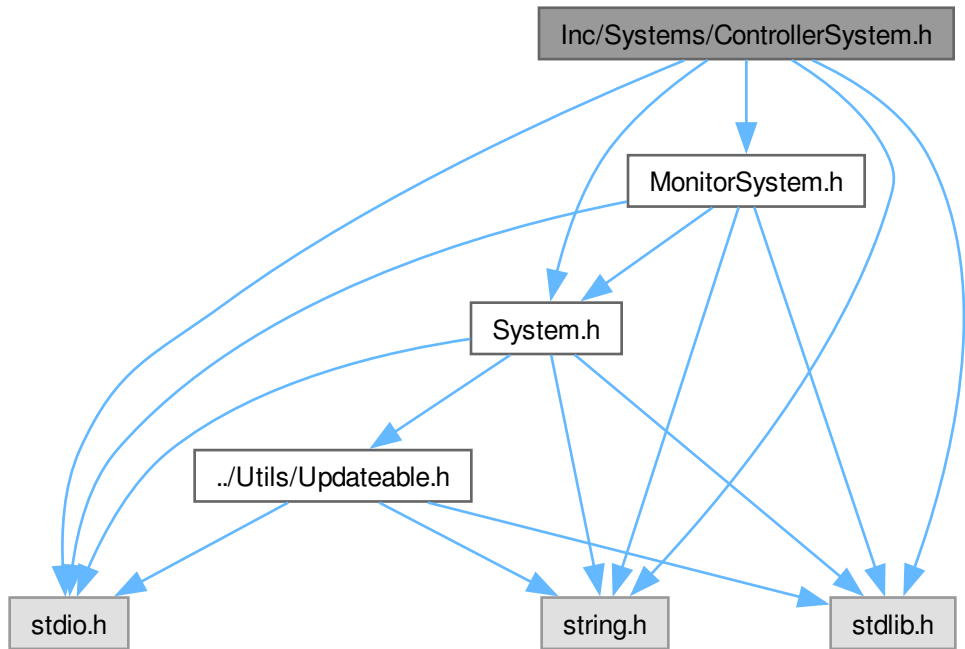 Inc/Systems/ControllerSystem.h
MonitorSystem.h
System.h
../Utils/Updateable.h
stdio.h
string.h
stdlib.h